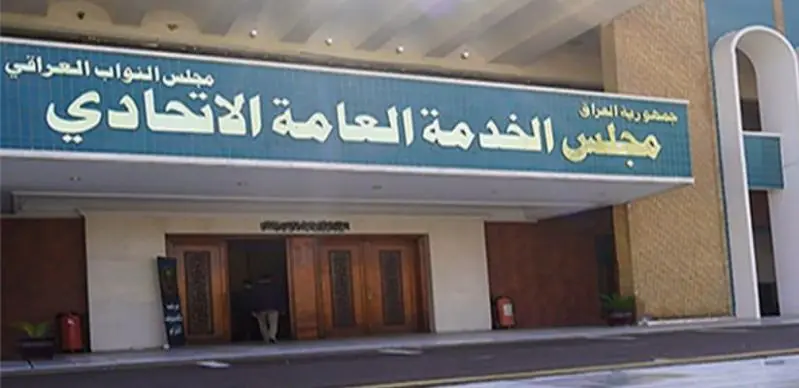 جمهورية العراق
مجلس النواب العراقي
مجلس الخدمة العامة الاتحادي